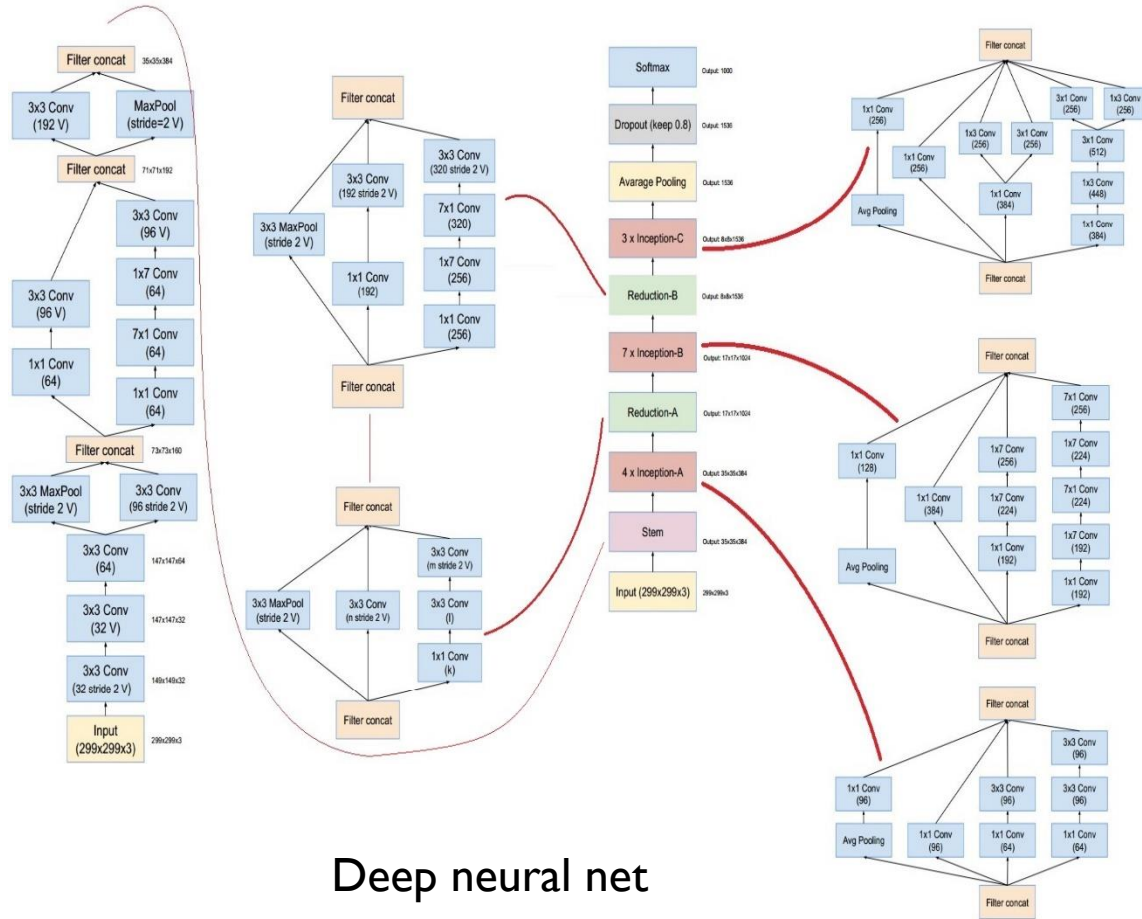 Filter concat
35x35x384
3x3 Conv
(192 V)
MaxPool
(stride=2 V)
Filter concat
71x71x192
3x3 Conv
(96 V)
1x7 Conv
(64)
3x3 Conv
(96 V)
7x1 Conv
(64)
1x1 Conv
(64)
1x1 Conv
(64)
Filter concat
73x73x160
3x3 MaxPool
(stride 2 V)
3x3 Conv
(96 stride 2 V)
3x3 Conv
(64)
147x147x64
3x3 Conv
(32 V)
147x147x32
3x3 Conv
(32 stride 2 V)
149x149x32
Input
(299x299x3)
299x299x3
Filter concat
3x3 Conv
(320 stride 2 V)
3x3 Conv
(192 stride 2 V)
7x1 Conv
(320)
3x3 MaxPool
(stride 2 V)
1x7 Conv
(256)
1x1 Conv
(192)
1x1 Conv
(256)
Filter concat
Filter concat
3x3 Conv
(m stride 2 V)
3x3 MaxPool
(stride 2 V)
3x3 Conv
(n stride 2 V)
3x3 Conv
(l)
1x1 Conv
(k)
Filter concat
Softmax
Output: 1000
Dropout (keep 0.8)
Output: 1536
Avarage Pooling
Output: 1536
3 x Inception-C
Output: 8x8x1536
Reduction-B
Output: 8x8x1536
7 x Inception-B
Output: 17x17x1024
Reduction-A
Output: 17x17x1024
4 x Inception-A
Output: 35x35x384
Stem
Output: 35x35x384
Input (299x299x3)
299x299x3
Filter concat
1x1 Conv
(256)
3x1 Conv
(256)
1x3 Conv
(256)
1x3 Conv
(256)
3x1 Conv
(256)
3x1 Conv
(512)
1x1 Conv
(256)
1x1 Conv
(384)
1x3 Conv
(448)
Avg Pooling
1x1 Conv
(384)
Filter concat
Filter concat
7x1 Conv
(256)
1x1 Conv
(128)
1x7 Conv
(256)
1x7 Conv
(224)
1x1 Conv
(384)
1x7 Conv
(224)
7x1 Conv
(224)
1x1 Conv
(192)
1x7 Conv
(192)
Avg Pooling
1x1 Conv
(192)
Filter concat
Filter concat
3x3 Conv
(96)
1x1 Conv
(96)
3x3 Conv
(96)
3x3 Conv
(96)
Avg Pooling
1x1 Conv
(96)
1x1 Conv
(64)
1x1 Conv
(64)
Filter concat
Deep neural net